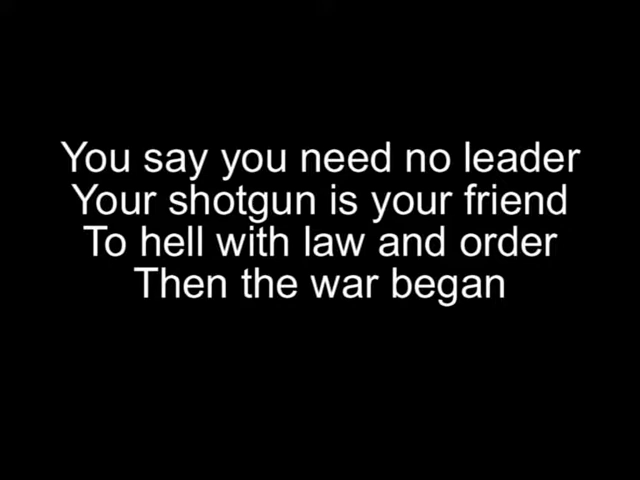 You say you need no leader
Your shotgun is your friend
To hell with law and order
Then the war began